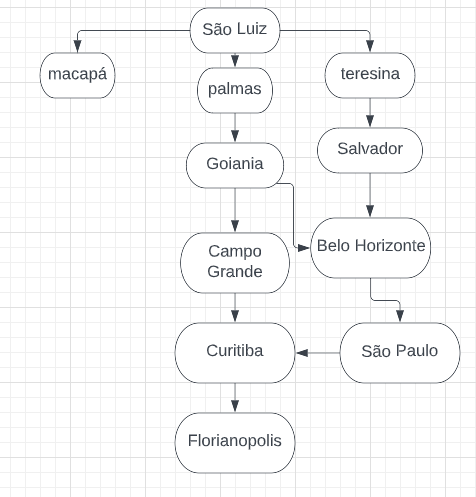 São Luiz
macapá
palmas
teresina
Goiania
Salvador
Campo
Grande
Belo Horizonte
Curitiba
São Paulo
Florianopolis